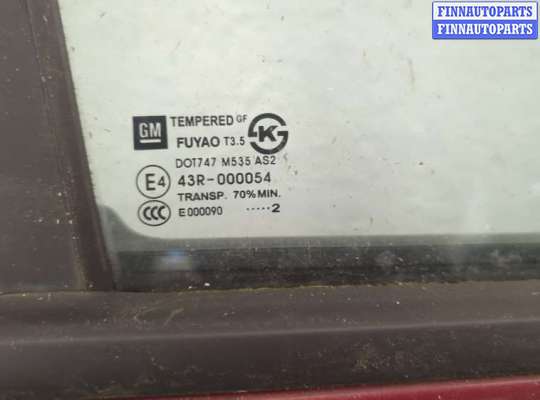 FINNAUTOPARTS
FINNAUTOPARTS
GM TEMPERED GF
FUYAO T3.5 K
DOT747 M535 AS2
E4 43R-000054
TRANSP. 70% MIN.
CCC E000090 .....2